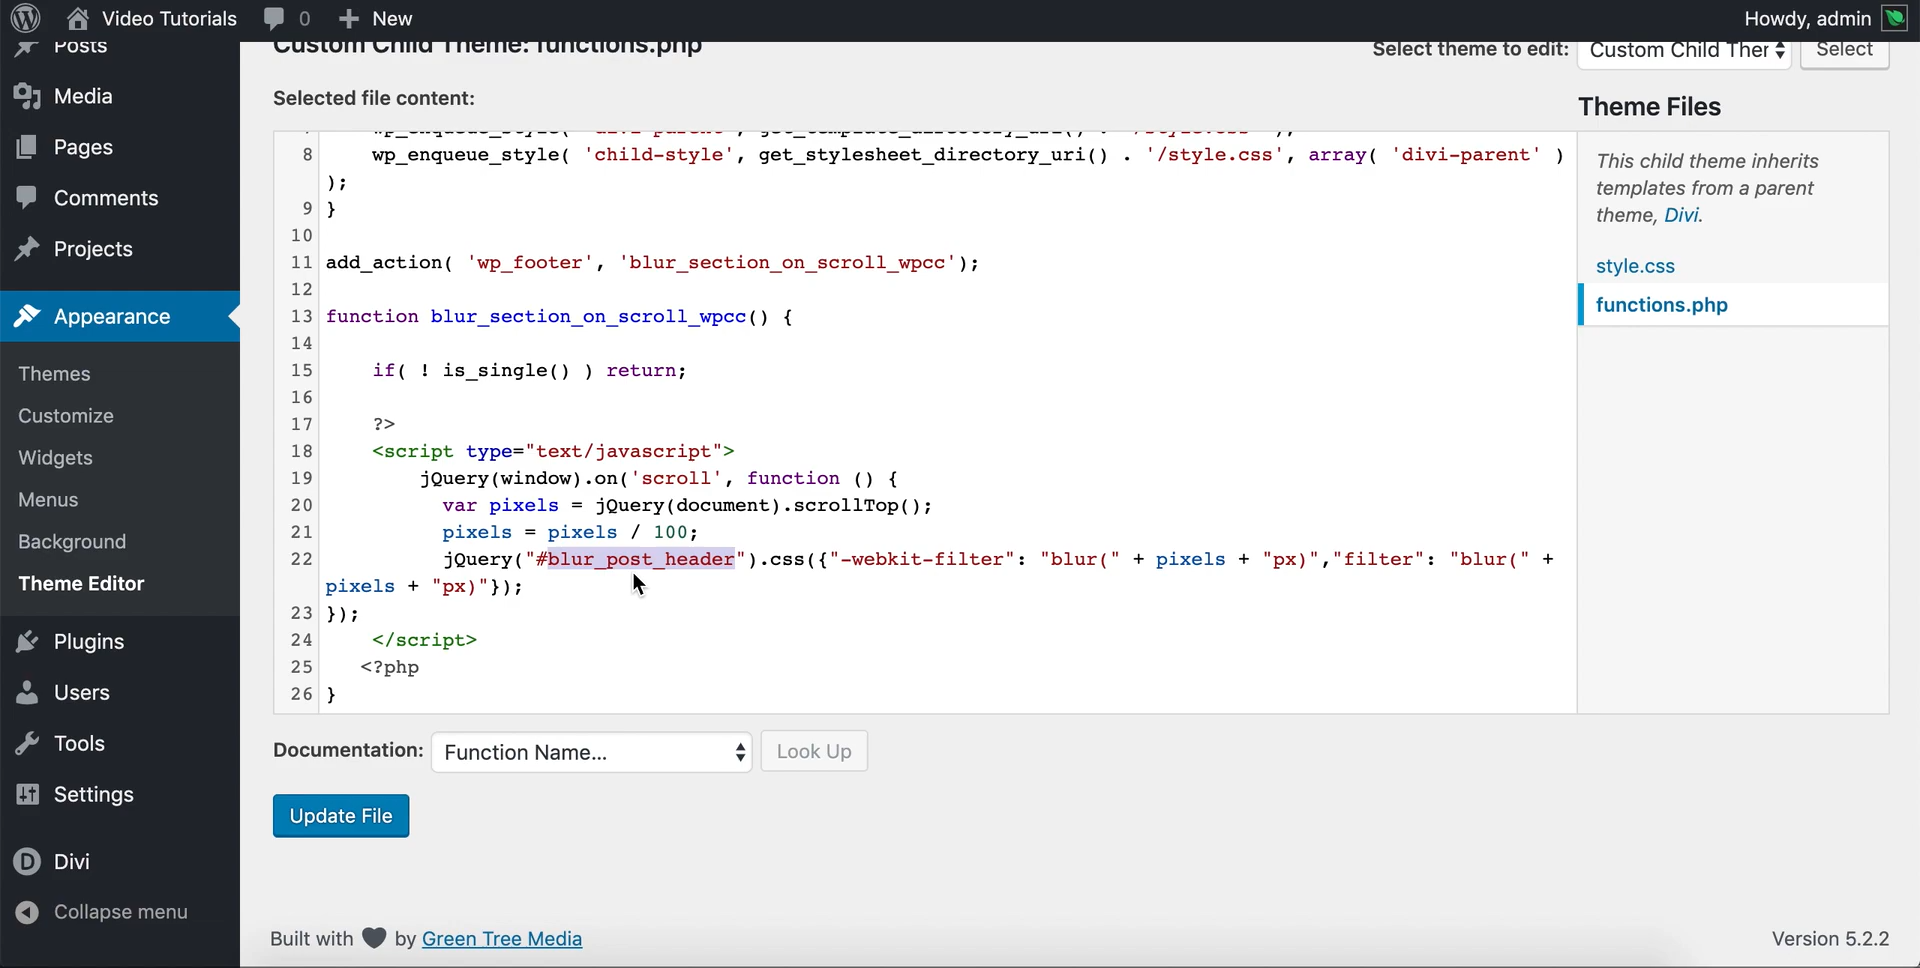 Video Tutorials 0 New Howdy, admin
Posts
Media
Pages
Comments
Projects
Appearance
Themes
Customize
Widgets
Menus
Background
Theme Editor
Plugins
Users
Tools
Settings
Divi
Collapse menu
Custom Child Theme: functions.php
Select theme to edit: Custom Child Ther Select
Selected file content:
8 wp_enqueue_style( 'child-style', get_stylesheet_directory_uri() . '/style.css', array( 'divi-parent' )
);
9 }
10
11 add_action( 'wp_footer', 'blur_section_on_scroll_wpcc');
12
13 function blur_section_on_scroll_wpcc() {
14
15 if( ! is_single() ) return;
16
17 ?>
18 <script type="text/javascript">
19 jQuery(window).on('scroll', function () {
20 var pixels = jQuery(document).scrollTop();
21 pixels = pixels / 100;
22 jQuery("#blur_post_header").css({"-webkit-filter": "blur(" + pixels + "px)","filter": "blur(" +
pixels + "px)"});
23 });
24 </script>
25 <?php
26 }
Theme Files
This child theme inherits
templates from a parent
theme, Divi.
style.css
functions.php
Documentation: Function Name... Look Up
Update File
Built with by Green Tree Media
Version 5.2.2